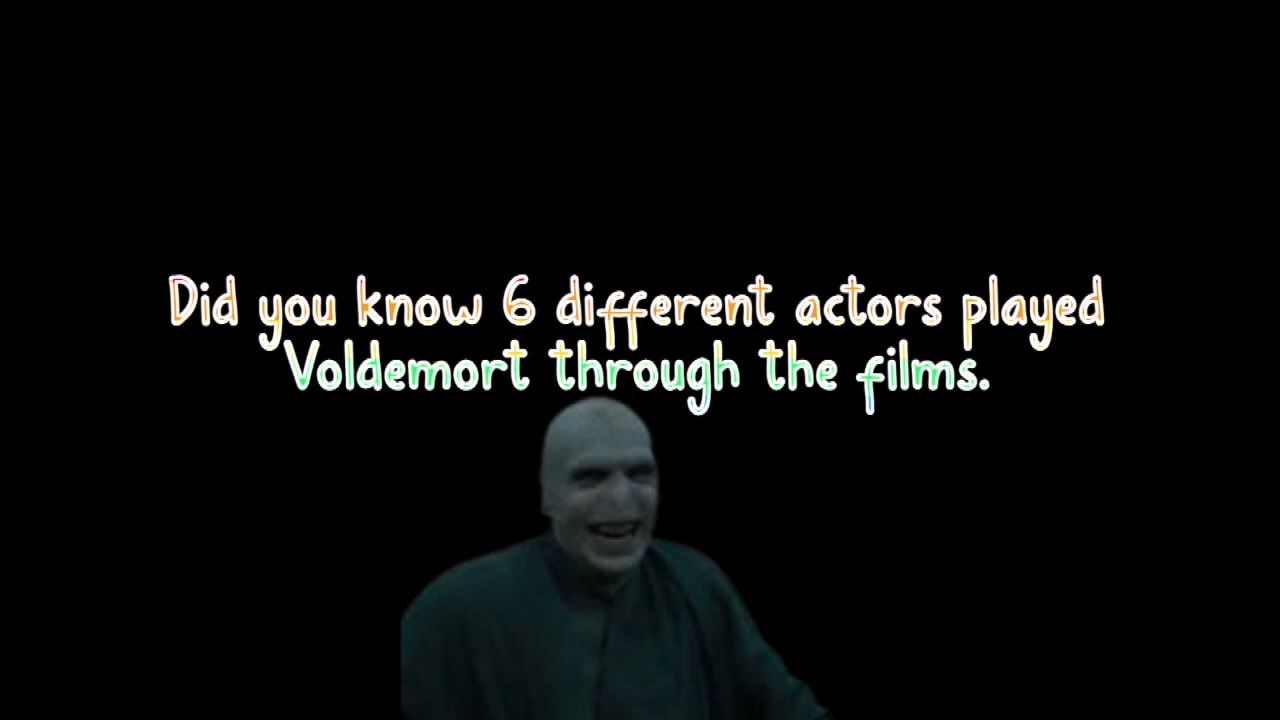 Did you know 6 different actors played
Voldemort through the films.